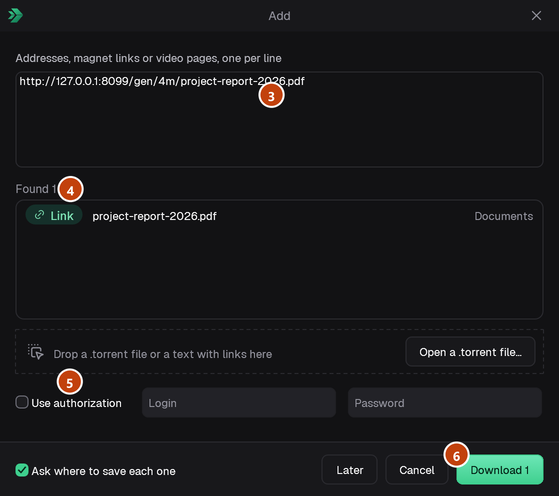 Add
Addresses, magnet links or video pages, one per line
http://127.0.0.1:8099/gen/4m/project-report-2026.pdf
3
Found 1
4
Link project-report-2026.pdf Documents
Drop a .torrent file or a text with links here Open a .torrent file...
5
Use authorization Login Password
6
Ask where to save each one Later Cancel Download 1